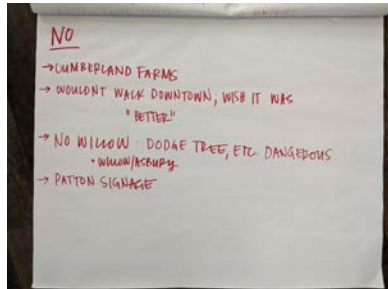 NO
→ CUMBERLAND FARMS
→ WOULDNT WALK DOWNTOWN; WISH IT WAS
"BETTER"
→ NO WILLOW: DODGE TREE, ETC. DANGEROUS
• WILLOW/ASBURY
→ PATTON SIGNAGE